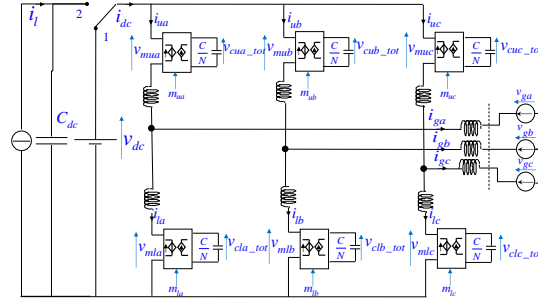 i_l 2 i_dc i_ua i_ub i_uc
1
v_mua C/N v_cua_tot v_mub C/N v_cub_tot v_muc C/N v_cuc_tot
m_ua m_ub m_uc
v_ga
C_dc v_dc i_ga v_gb
i_gb v_gc
i_gc
i_la i_lb i_lc
v_mla C/N v_cla_tot v_mlb C/N v_clb_tot v_mlc C/N v_clc_tot
m_la m_lb m_lc